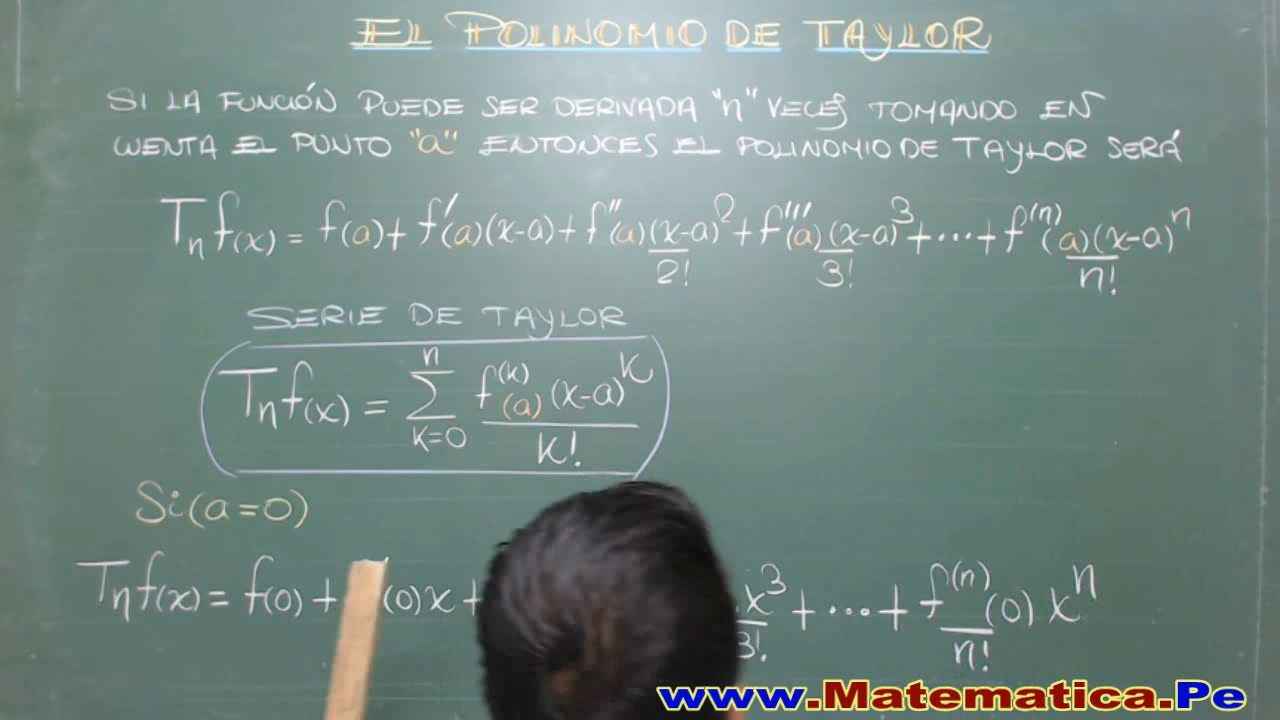 EL POLINOMIO DE TAYLOR
SI LA FUNCIÓN PUEDE SER DERIVADA "n" VECES TOMANDO EN
CUENTA EL PUNTO "a" ENTONCES EL POLINOMIO DE TAYLOR SERÁ
Tₙf(x) = f(a) + f'(a)(x-a) + f''(a)(x-a)²/2! + f'''(a)(x-a)³/3! + ... + f⁽ⁿ⁾(a)(x-a)ⁿ/n!
SERIE DE TAYLOR
Tₙf(x) = n Σ k=0 f⁽ᵏ⁾(a)(x-a)ᵏ/k!
Si (a=0)
Tₙf(x) = f(0) + (0)x + x³/3! + ... + f⁽ⁿ⁾(0)xⁿ/n!
www.Matematica.Pe